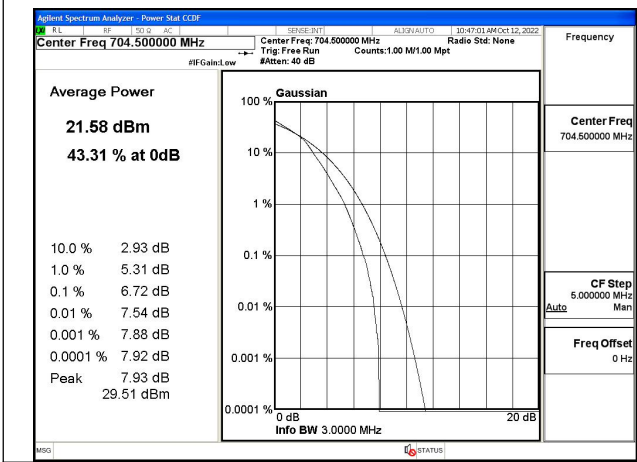 Agilent Spectrum Analyzer - Power Stat CCDF
LXI RL RF 50 Ω AC SENSE:INT ALIGN AUTO 10:47:01 AM Oct 12, 2022
Center Freq 704.500000 MHz
Center Freq: 704.500000 MHz Radio Std: None
Trig: Free Run Counts:1.00 M/1.00 Mpt
#IFGain:Low #Atten: 40 dB
Frequency
Average Power
21.58 dBm
43.31 % at 0dB
10.0 % 2.93 dB
1.0 % 5.31 dB
0.1 % 6.72 dB
0.01 % 7.54 dB
0.001 % 7.88 dB
0.0001 % 7.92 dB
Peak 7.93 dB
29.51 dBm
Gaussian
100 %
10 %
1 %
0.1 %
0.01 %
0.001 %
0.0001 %
0 dB 20 dB
Info BW 3.0000 MHz
Center Freq
704.500000 MHz
CF Step
5.000000 MHz
Auto Man
Freq Offset
0 Hz
MSG STATUS